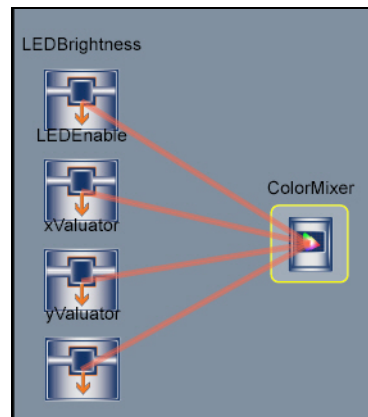 LEDBrightness
LEDEnable
ColorMixer
xValuator
yValuator